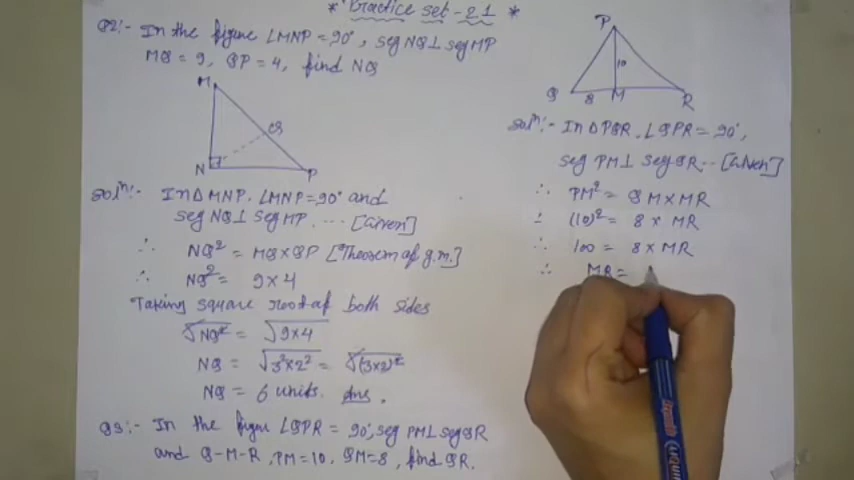 * Practice set-2.1 *
Q2:- In the figure ∠MNP = 90°, seg NQ ⊥ seg MP
MQ = 9, QP = 4, find NQ
M
Q
N
P
Solⁿ:- In △MNP, ∠MNP = 90° and
seg NQ ⊥ seg MP. .... [Given]
∴ NQ² = MQ × QP [Theorem of g.m.]
∴ NQ² = 9 × 4
Taking square root of both sides
√NQ² = √9×4
NQ = √3²×2² = √(3×2)²
NQ = 6 units. Ans.
Q3:- In the figure ∠QPR = 90°, seg PM ⊥ seg QR
and Q-M-R, PM = 10, QM = 8, find QR.
P
10
Q 8 M R
Solⁿ:- In △PQR, ∠QPR = 90°,
seg PM ⊥ seg QR .. [Given]
∴ PM² = QM × MR
∴ (10)² = 8 × MR
∴ 100 = 8 × MR
∴ MR =